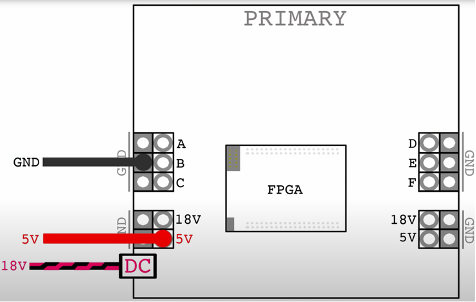 PRIMARY
A
GND
B
C
GND
FPGA
D
E
F
GND
18V
GND
5V
5V
18V
5V
GND
18V
DC